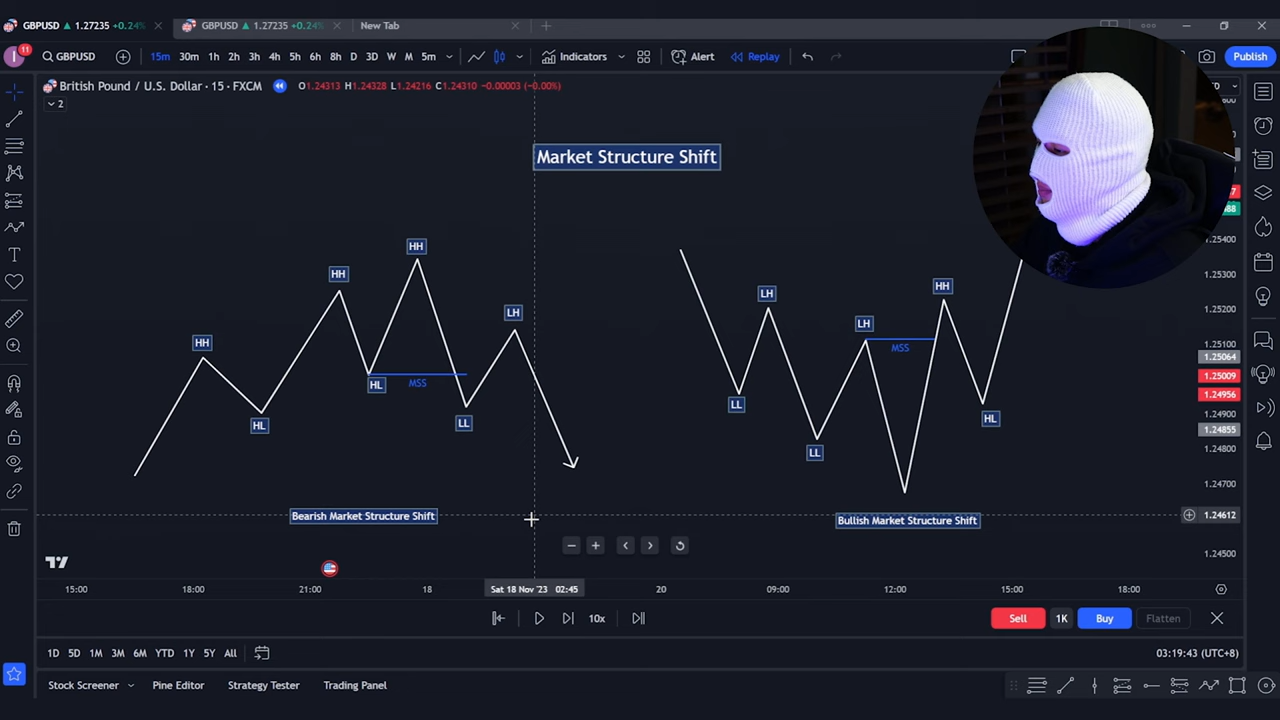 GBPUSD 1.27235 +0.24%
GBPUSD 1.27235 +0.24%
New Tab
11
GBPUSD
15m 30m 1h 2h 3h 4h 5h 6h 8h D 3D W M 5m
Indicators
Alert
Replay
Publish
British Pound / U.S. Dollar · 15 · FXCM
O1.24313 H1.24328 L1.24216 C1.24310 −0.00003 (−0.00%)
2
Market Structure Shift
HH
HH
HH
LH
HL
HL
MSS
LL
LH
LH
HH
MSS
LL
LL
HL
Bearish Market Structure Shift
Bullish Market Structure Shift
1.25400
1.25300
1.25200
1.25100
1.25064
1.25009
1.24956
1.24900
1.24855
1.24800
1.24700
1.24612
1.24500
15:00 18:00 21:00 18 Sat 18 Nov '23 02:45 20 09:00 12:00 15:00 18:00
10x
Sell 1K Buy Flatten
1D 5D 1M 3M 6M YTD 1Y 5Y All
03:19:43 (UTC+8)
Stock Screener Pine Editor Strategy Tester Trading Panel